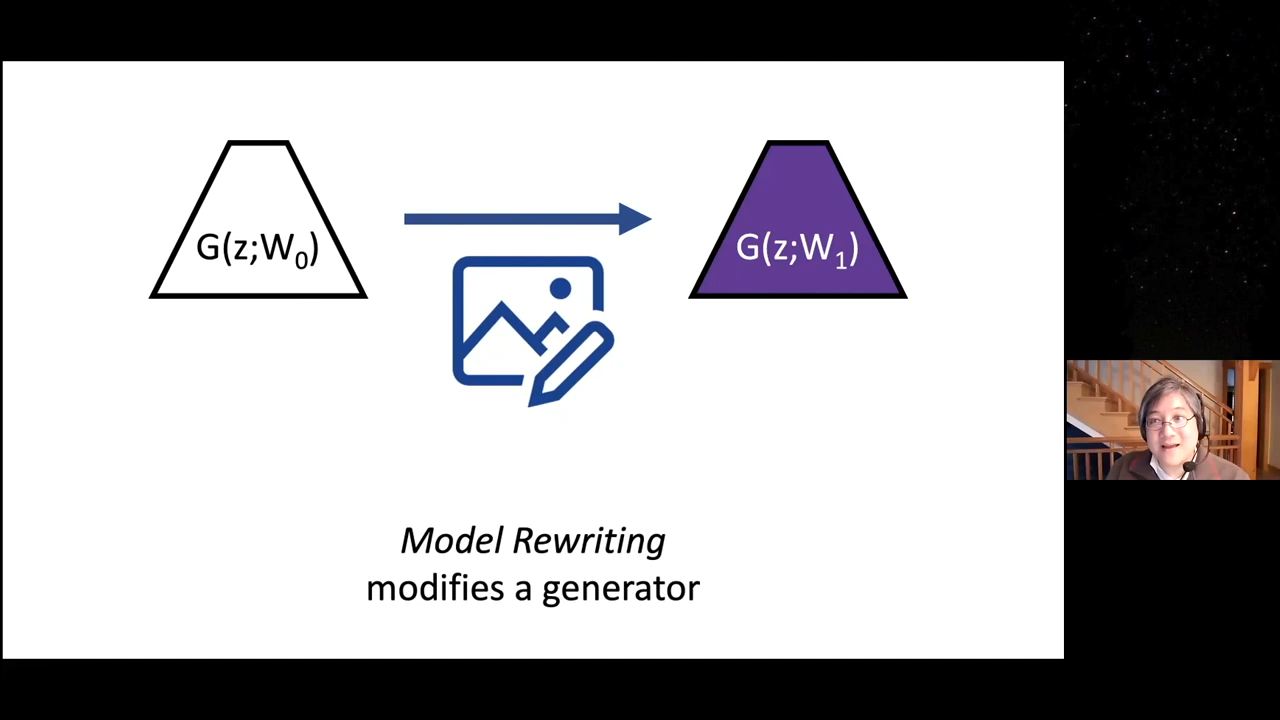 G(z;W₀)
G(z;W₁)
Model Rewriting
modifies a generator